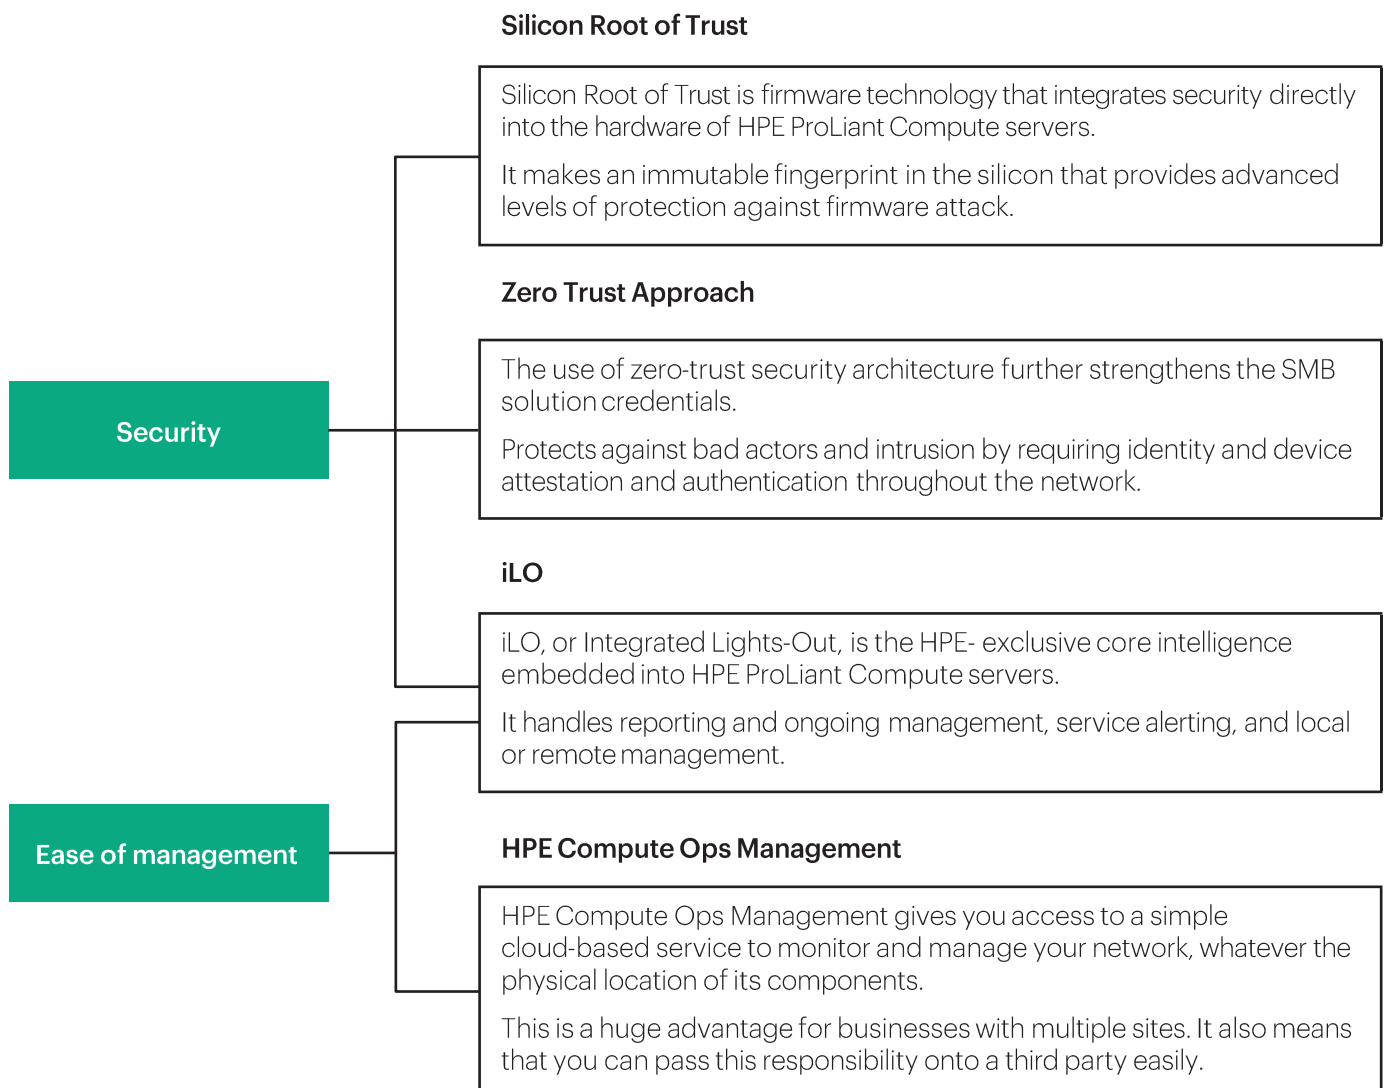 Silicon Root of Trust
Silicon Root of Trust is firmware technology that integrates security directly
into the hardware of HPE ProLiant Compute servers.
It makes an immutable fingerprint in the silicon that provides advanced
levels of protection against firmware attack.
Zero Trust Approach
The use of zero-trust security architecture further strengthens the SMB
solution credentials.
Protects against bad actors and intrusion by requiring identity and device
attestation and authentication throughout the network.
Security
iLO
iLO, or Integrated Lights-Out, is the HPE- exclusive core intelligence
embedded into HPE ProLiant Compute servers.
It handles reporting and ongoing management, service alerting, and local
or remote management.
Ease of management
HPE Compute Ops Management
HPE Compute Ops Management gives you access to a simple
cloud-based service to monitor and manage your network, whatever the
physical location of its components.
This is a huge advantage for businesses with multiple sites. It also means
that you can pass this responsibility onto a third party easily.